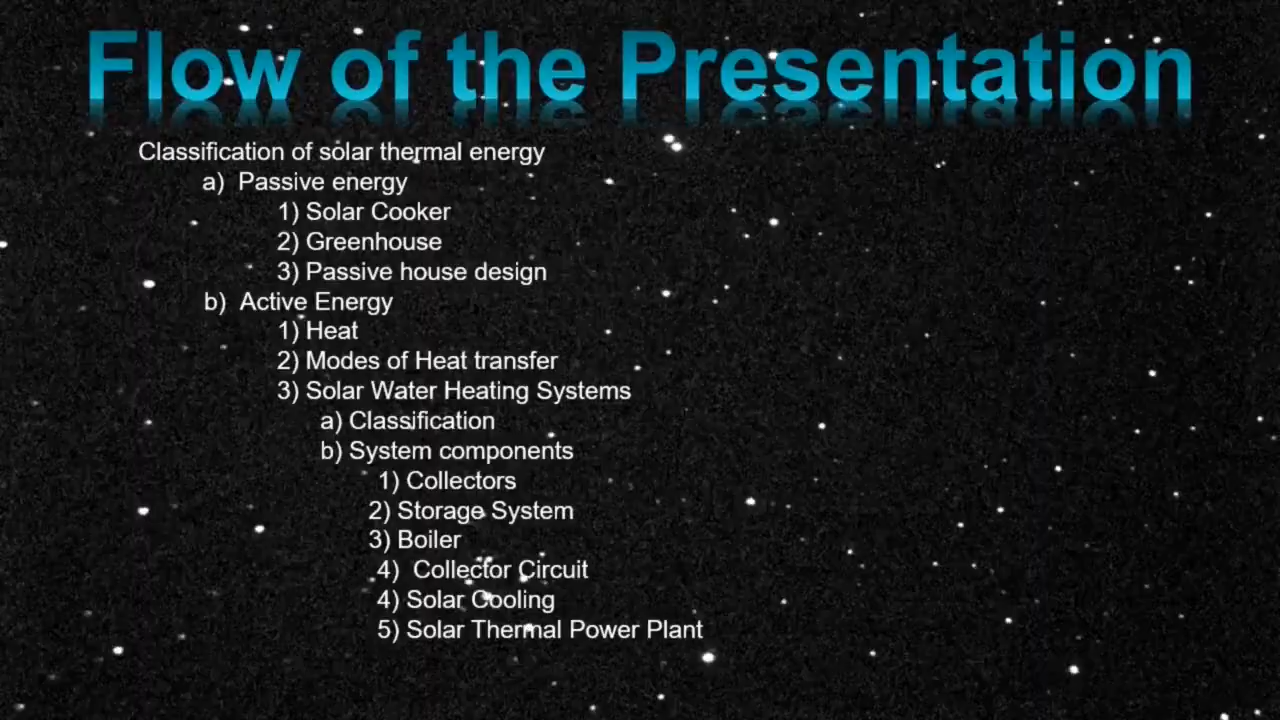 Flow of the Presentation
Classification of solar thermal energy
a) Passive energy
1) Solar Cooker
2) Greenhouse
3) Passive house design
b) Active Energy
1) Heat
2) Modes of Heat transfer
3) Solar Water Heating Systems
a) Classification
b) System components
1) Collectors
2) Storage System
3) Boiler
4) Collector Circuit
4) Solar Cooling
5) Solar Thermal Power Plant